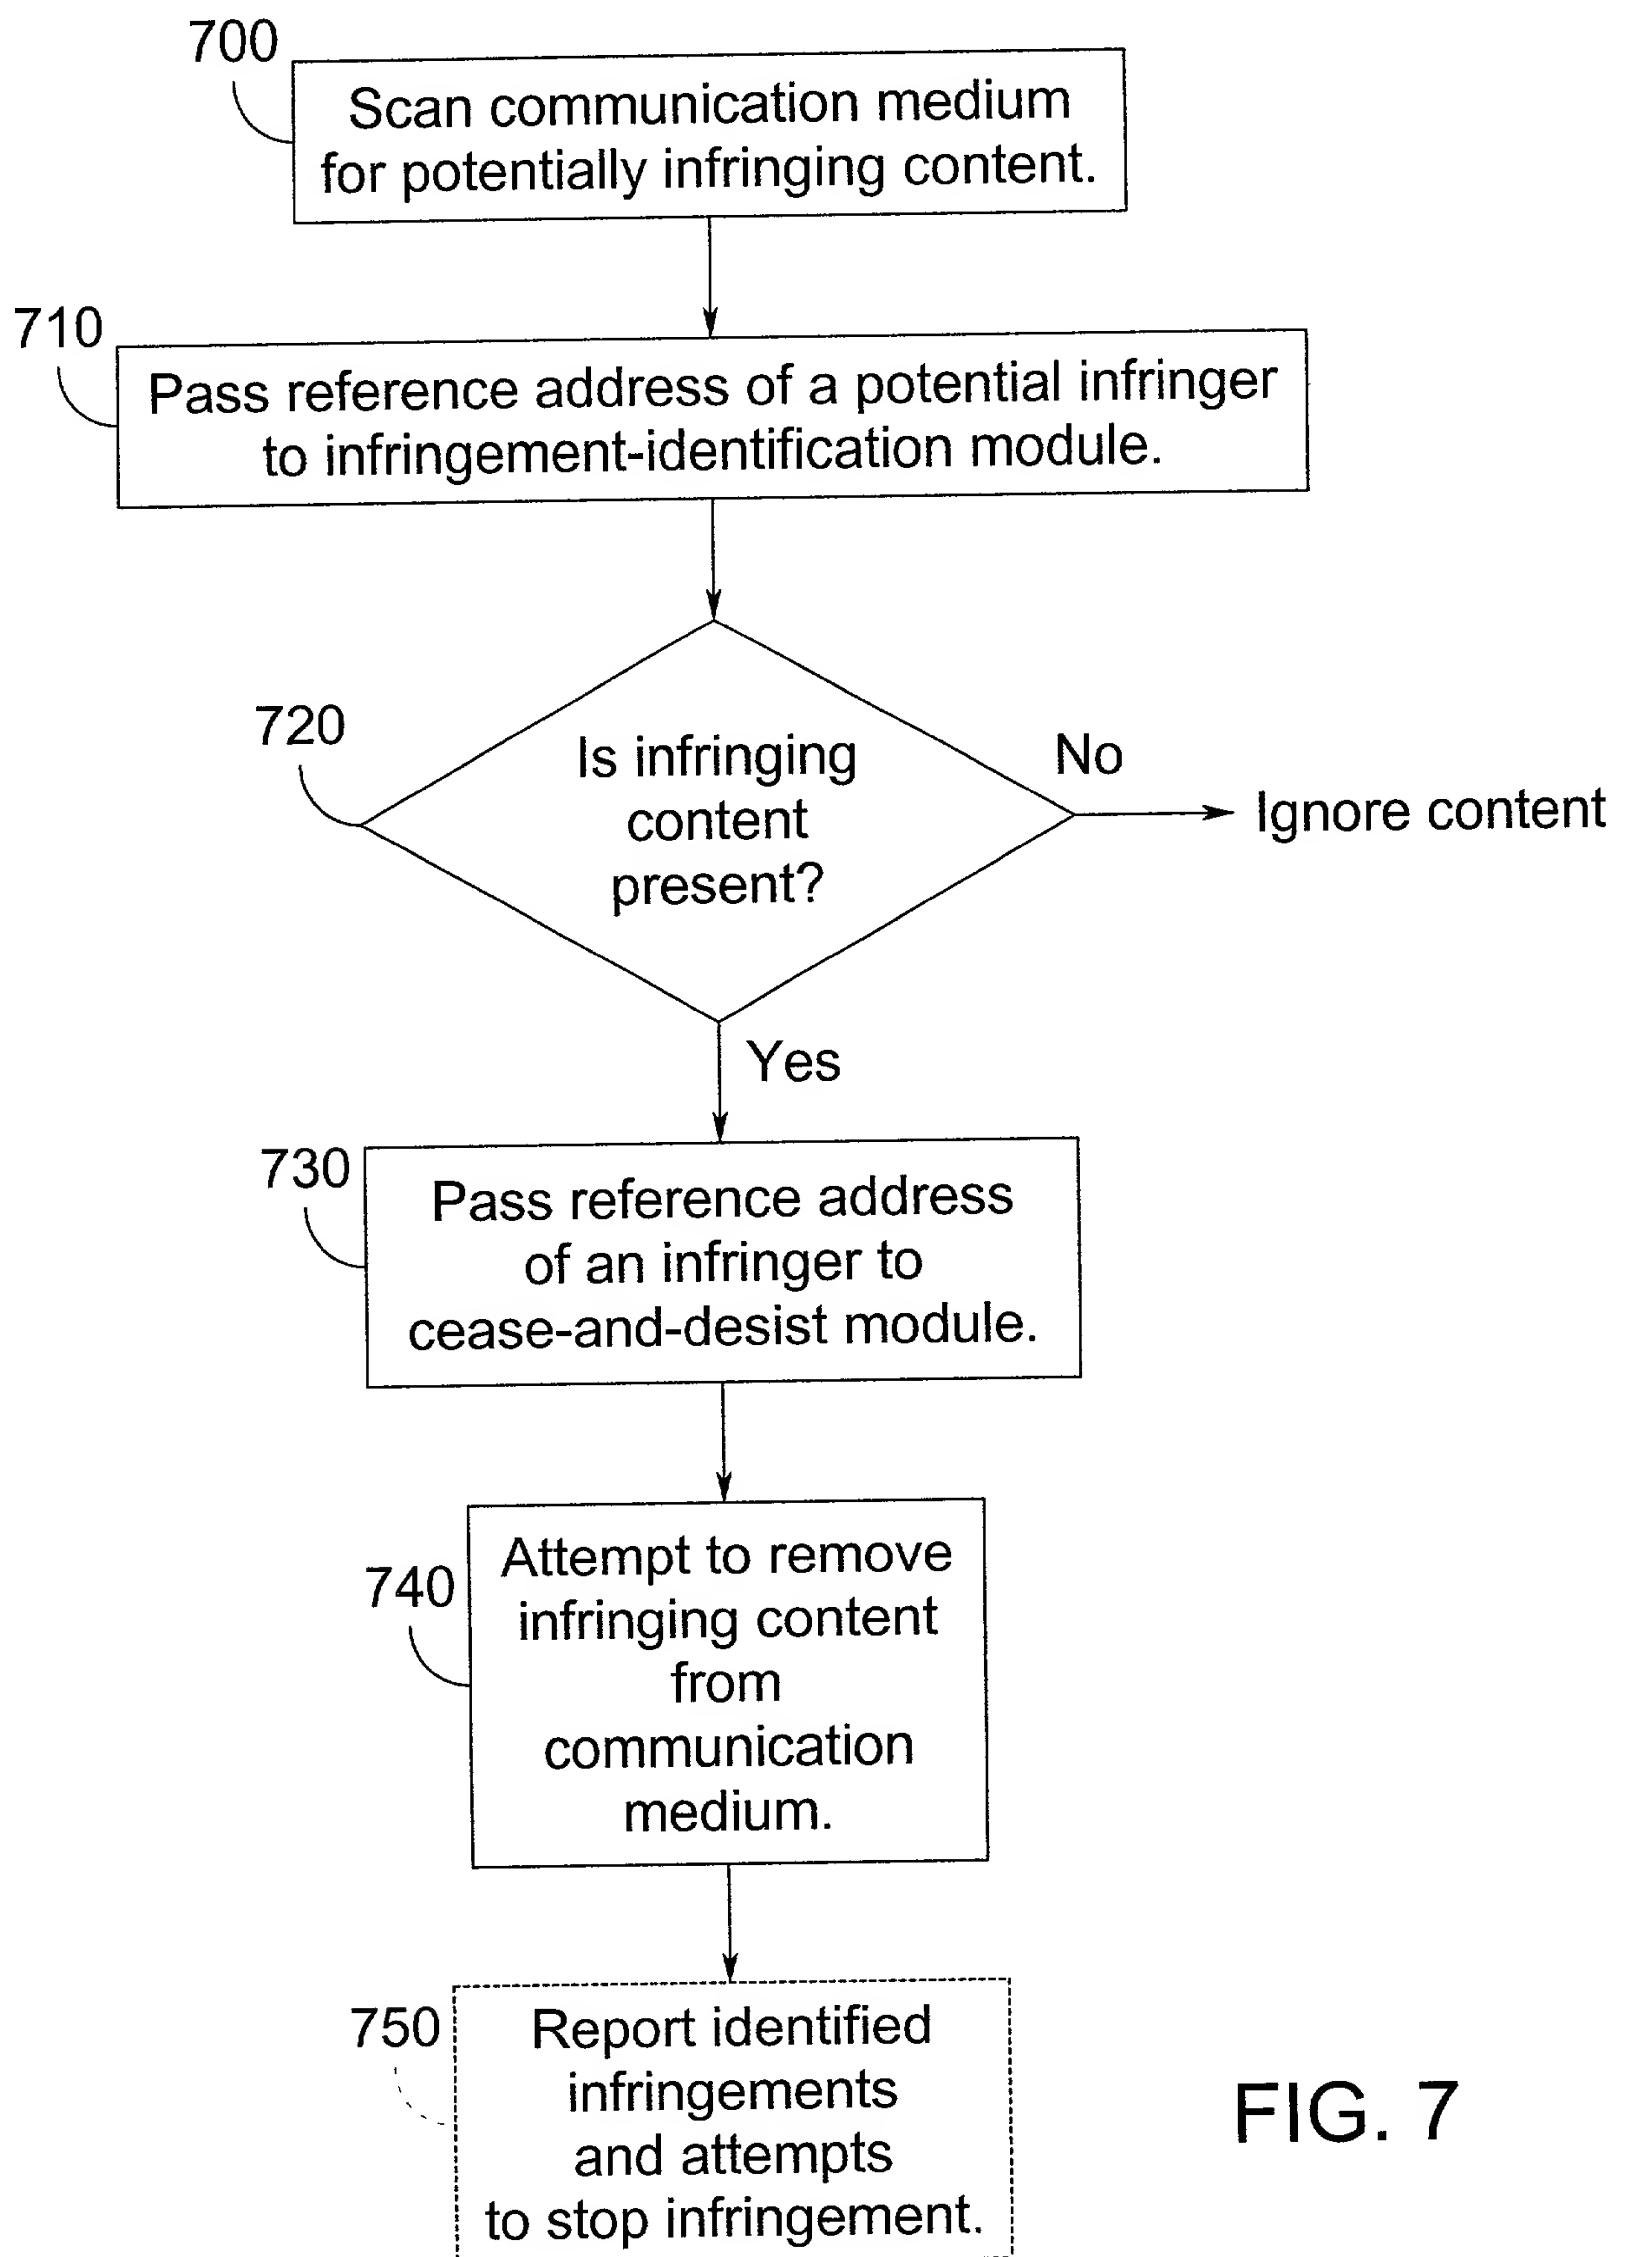 700
Scan communication medium
for potentially infringing content.
710
Pass reference address of a potential infringer
to infringement-identification module.
720
Is infringing
content
present?
No
Ignore content
Yes
730
Pass reference address
of an infringer to
cease-and-desist module.
740
Attempt to remove
infringing content
from
communication
medium.
750
Report identified
infringements
and attempts
to stop infringement.
FIG. 7